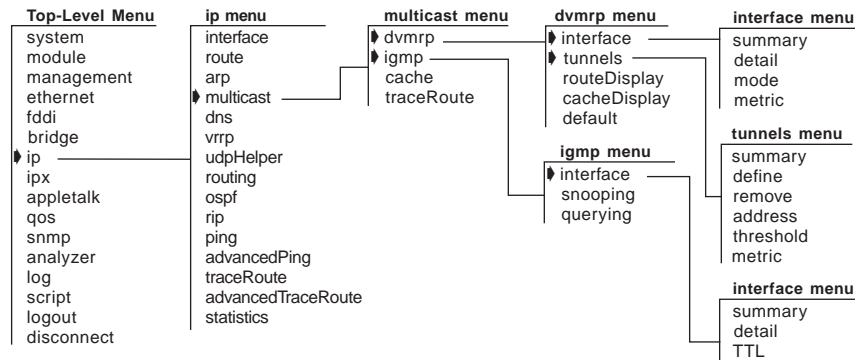 Top-Level Menu
system
module
management
ethernet
fddi
bridge
ip
ipx
appletalk
qos
snmp
analyzer
log
script
logout
disconnect
ip menu
interface
route
arp
multicast
dns
vrrp
udpHelper
routing
ospf
rip
ping
advancedPing
traceRoute
advancedTraceRoute
statistics
multicast menu
dvmrp
igmp
cache
traceRoute
dvmrp menu
interface
tunnels
routeDisplay
cacheDisplay
default
igmp menu
interface
snooping
querying
interface menu
summary
detail
mode
metric
tunnels menu
summary
define
remove
address
threshold
metric
interface menu
summary
detail
TTL